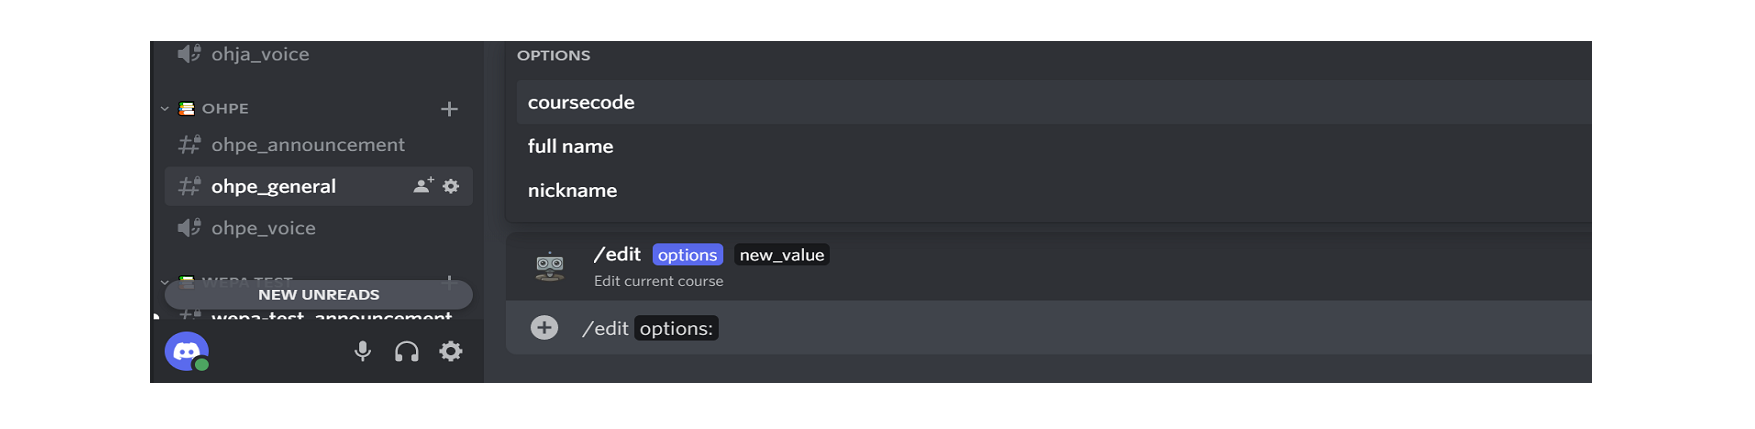 ohja_voice
OHPE
ohpe_announcement
ohpe_general
ohpe_voice
WEPA TEST
NEW UNREADS
wepa-test_announcement
OPTIONS
coursecode
full name
nickname
/edit options new_value
Edit current course
/edit options: